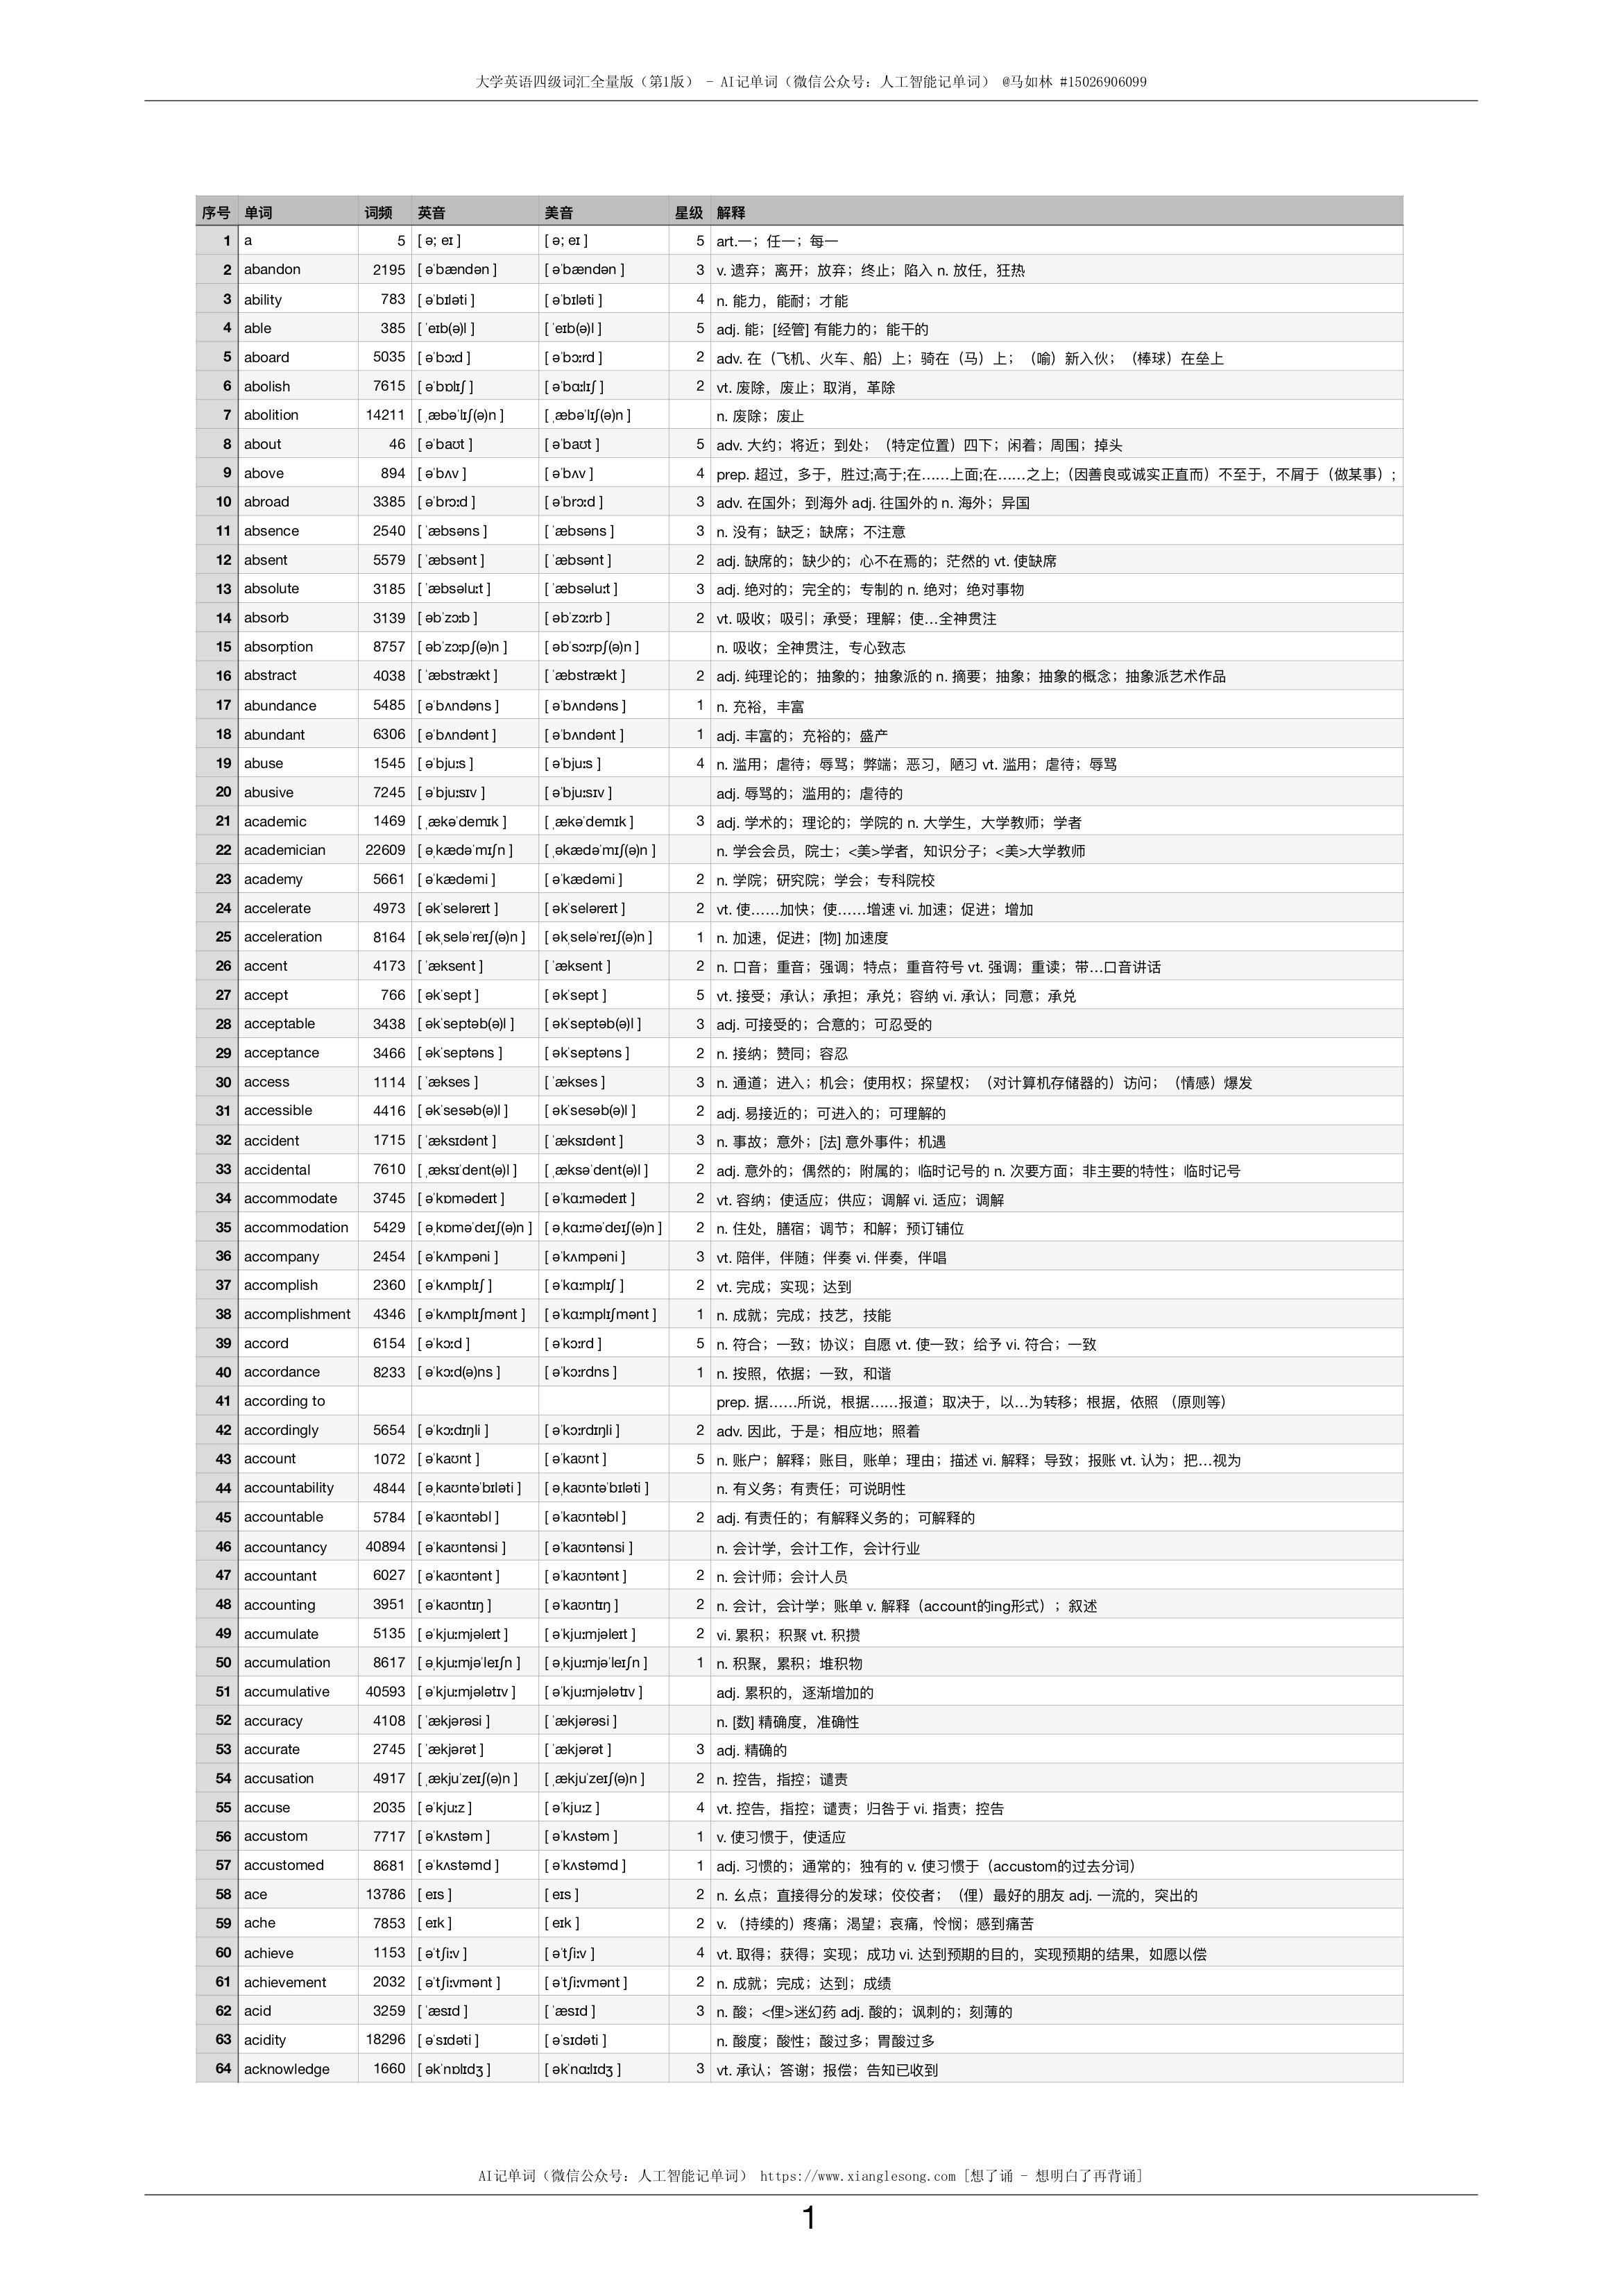 大学英语四级词汇全量版（第1版） - AI记单词（微信公众号：人工智能记单词） @马如林 #15026906099
序号 单词 词频 英音 美音 星级 解释
1 a 5 [ ə; eɪ ] [ ə; eɪ ] 5 art.一；任一；每一
2 abandon 2195 [ əˈbændən ] [ əˈbændən ] 3 v. 遗弃；离开；放弃；终止；陷入 n. 放任，狂热
3 ability 783 [ əˈbɪləti ] [ əˈbɪləti ] 4 n. 能力，能耐；才能
4 able 385 [ ˈeɪb(ə)l ] [ ˈeɪb(ə)l ] 5 adj. 能；[经管] 有能力的；能干的
5 aboard 5035 [ əˈbɔːd ] [ əˈbɔːrd ] 2 adv. 在（飞机、火车、船）上；骑在（马）上；（喻）新入伙；（棒球）在垒上
6 abolish 7615 [ əˈbɒlɪʃ ] [ əˈbɑːlɪʃ ] 2 vt. 废除，废止；取消，革除
7 abolition 14211 [ ˌæbəˈlɪʃ(ə)n ] [ ˌæbəˈlɪʃ(ə)n ] n. 废除；废止
8 about 46 [ əˈbaʊt ] [ əˈbaʊt ] 5 adv. 大约；将近；到处；（特定位置）四下；闲着；周围；掉头
9 above 894 [ əˈbʌv ] [ əˈbʌv ] 4 prep. 超过，多于，胜过;高于;在……上面;在……之上;（因善良或诚实正直而）不至于，不屑于（做某事）;
10 abroad 3385 [ əˈbrɔːd ] [ əˈbrɔːd ] 3 adv. 在国外；到海外 adj. 往国外的 n. 海外；异国
11 absence 2540 [ ˈæbsəns ] [ ˈæbsəns ] 3 n. 没有；缺乏；缺席；不注意
12 absent 5579 [ ˈæbsənt ] [ ˈæbsənt ] 2 adj. 缺席的；缺少的；心不在焉的；茫然的 vt. 使缺席
13 absolute 3185 [ ˈæbsəluːt ] [ ˈæbsəluːt ] 3 adj. 绝对的；完全的；专制的 n. 绝对；绝对事物
14 absorb 3139 [ əbˈzɔːb ] [ əbˈzɔːrb ] 2 vt. 吸收；吸引；承受；理解；使…全神贯注
15 absorption 8757 [ əbˈzɔːpʃ(ə)n ] [ əbˈsɔːrpʃ(ə)n ] n. 吸收；全神贯注，专心致志
16 abstract 4038 [ ˈæbstrækt ] [ ˈæbstrækt ] 2 adj. 纯理论的；抽象的；抽象派的 n. 摘要；抽象；抽象的概念；抽象派艺术作品
17 abundance 5485 [ əˈbʌndəns ] [ əˈbʌndəns ] 1 n. 充裕，丰富
18 abundant 6306 [ əˈbʌndənt ] [ əˈbʌndənt ] 1 adj. 丰富的；充裕的；盛产
19 abuse 1545 [ əˈbjuːs ] [ əˈbjuːs ] 4 n. 滥用；虐待；辱骂；弊端；恶习，陋习 vt. 滥用；虐待；辱骂
20 abusive 7245 [ əˈbjuːsɪv ] [ əˈbjuːsɪv ] adj. 辱骂的；滥用的；虐待的
21 academic 1469 [ ˌækəˈdemɪk ] [ ˌækəˈdemɪk ] 3 adj. 学术的；理论的；学院的 n. 大学生，大学教师；学者
22 academician 22609 [ əˌkædəˈmɪʃn ] [ ˌəkædəˈmɪʃ(ə)n ] n. 学会会员，院士；<美>学者，知识分子；<美>大学教师
23 academy 5661 [ əˈkædəmi ] [ əˈkædəmi ] 2 n. 学院；研究院；学会；专科院校
24 accelerate 4973 [ əkˈseləreɪt ] [ əkˈseləreɪt ] 2 vt. 使……加快；使……增速 vi. 加速；促进；增加
25 acceleration 8164 [ əkˌseləˈreɪʃ(ə)n ] [ əkˌseləˈreɪʃ(ə)n ] 1 n. 加速，促进；[物] 加速度
26 accent 4173 [ ˈæksent ] [ ˈæksent ] 2 n. 口音；重音；强调；特点；重音符号 vt. 强调；重读；带…口音讲话
27 accept 766 [ əkˈsept ] [ əkˈsept ] 5 vt. 接受；承认；承担；承兑；容纳 vi. 承认；同意；承兑
28 acceptable 3438 [ əkˈseptəb(ə)l ] [ əkˈseptəb(ə)l ] 3 adj. 可接受的；合意的；可忍受的
29 acceptance 3466 [ əkˈseptəns ] [ əkˈseptəns ] 2 n. 接纳；赞同；容忍
30 access 1114 [ ˈækses ] [ ˈækses ] 3 n. 通道；进入；机会；使用权；探望权；（对计算机存储器的）访问；（情感）爆发
31 accessible 4416 [ əkˈsesəb(ə)l ] [ əkˈsesəb(ə)l ] 2 adj. 易接近的；可进入的；可理解的
32 accident 1715 [ ˈæksɪdənt ] [ ˈæksɪdənt ] 3 n. 事故；意外；[法] 意外事件；机遇
33 accidental 7610 [ ˌæksɪˈdent(ə)l ] [ ˌæksəˈdent(ə)l ] 2 adj. 意外的；偶然的；附属的；临时记号的 n. 次要方面；非主要的特性；临时记号
34 accommodate 3745 [ əˈkɒmədeɪt ] [ əˈkɑːmədeɪt ] 2 vt. 容纳；使适应；供应；调解 vi. 适应；调解
35 accommodation 5429 [ əˌkɒməˈdeɪʃ(ə)n ] [ əˌkɑːməˈdeɪʃ(ə)n ] 2 n. 住处，膳宿；调节；和解；预订铺位
36 accompany 2454 [ əˈkʌmpəni ] [ əˈkʌmpəni ] 3 vt. 陪伴，伴随；伴奏 vi. 伴奏，伴唱
37 accomplish 2360 [ əˈkʌmplɪʃ ] [ əˈkɑːmplɪʃ ] 2 vt. 完成；实现；达到
38 accomplishment 4346 [ əˈkʌmplɪʃmənt ] [ əˈkɑːmplɪʃmənt ] 1 n. 成就；完成；技艺，技能
39 accord 6154 [ əˈkɔːd ] [ əˈkɔːrd ] 5 n. 符合；一致；协议；自愿 vt. 使一致；给予 vi. 符合；一致
40 accordance 8233 [ əˈkɔːd(ə)ns ] [ əˈkɔːrdns ] 1 n. 按照，依据；一致，和谐
41 according to prep. 据……所说，根据……报道；取决于，以…为转移；根据，依照 （原则等）
42 accordingly 5654 [ əˈkɔːdɪŋli ] [ əˈkɔːrdɪŋli ] 2 adv. 因此，于是；相应地；照着
43 account 1072 [ əˈkaʊnt ] [ əˈkaʊnt ] 5 n. 账户；解释；账目，账单；理由；描述 vi. 解释；导致；报账 vt. 认为；把…视为
44 accountability 4844 [ əˌkaʊntəˈbɪləti ] [ əˌkaʊntəˈbɪləti ] n. 有义务；有责任；可说明性
45 accountable 5784 [ əˈkaʊntəbl ] [ əˈkaʊntəbl ] 2 adj. 有责任的；有解释义务的；可解释的
46 accountancy 40894 [ əˈkaʊntənsi ] [ əˈkaʊntənsi ] n. 会计学，会计工作，会计行业
47 accountant 6027 [ əˈkaʊntənt ] [ əˈkaʊntənt ] 2 n. 会计师；会计人员
48 accounting 3951 [ əˈkaʊntɪŋ ] [ əˈkaʊntɪŋ ] 2 n. 会计，会计学；账单 v. 解释（account的ing形式）；叙述
49 accumulate 5135 [ əˈkjuːmjəleɪt ] [ əˈkjuːmjəleɪt ] 2 vi. 累积；积聚 vt. 积攒
50 accumulation 8617 [ əˌkjuːmjəˈleɪʃn ] [ əˌkjuːmjəˈleɪʃn ] 1 n. 积聚，累积；堆积物
51 accumulative 40593 [ əˈkjuːmjələtɪv ] [ əˈkjuːmjələtɪv ] adj. 累积的，逐渐增加的
52 accuracy 4108 [ ˈækjərəsi ] [ ˈækjərəsi ] n. [数] 精确度，准确性
53 accurate 2745 [ ˈækjərət ] [ ˈækjərət ] 3 adj. 精确的
54 accusation 4917 [ ˌækjuˈzeɪʃ(ə)n ] [ ˌækjuˈzeɪʃ(ə)n ] 2 n. 控告，指控；谴责
55 accuse 2035 [ əˈkjuːz ] [ əˈkjuːz ] 4 vt. 控告，指控；谴责；归咎于 vi. 指责；控告
56 accustom 7717 [ əˈkʌstəm ] [ əˈkʌstəm ] 1 v. 使习惯于，使适应
57 accustomed 8681 [ əˈkʌstəmd ] [ əˈkʌstəmd ] 1 adj. 习惯的；通常的；独有的 v. 使习惯于（accustom的过去分词）
58 ace 13786 [ eɪs ] [ eɪs ] 2 n. 幺点；直接得分的发球；佼佼者；（俚）最好的朋友 adj. 一流的，突出的
59 ache 7853 [ eɪk ] [ eɪk ] 2 v. （持续的）疼痛；渴望；哀痛，怜悯；感到痛苦
60 achieve 1153 [ əˈtʃiːv ] [ əˈtʃiːv ] 4 vt. 取得；获得；实现；成功 vi. 达到预期的目的，实现预期的结果，如愿以偿
61 achievement 2032 [ əˈtʃiːvmənt ] [ əˈtʃiːvmənt ] 2 n. 成就；完成；达到；成绩
62 acid 3259 [ ˈæsɪd ] [ ˈæsɪd ] 3 n. 酸；<俚>迷幻药 adj. 酸的；讽刺的；刻薄的
63 acidity 18296 [ əˈsɪdəti ] [ əˈsɪdəti ] n. 酸度；酸性；酸过多；胃酸过多
64 acknowledge 1660 [ əkˈnɒlɪdʒ ] [ əkˈnɑːlɪdʒ ] 3 vt. 承认；答谢；报偿；告知已收到
AI记单词（微信公众号：人工智能记单词） https://www.xianglesong.com [想了诵 - 想明白了再背诵]
1